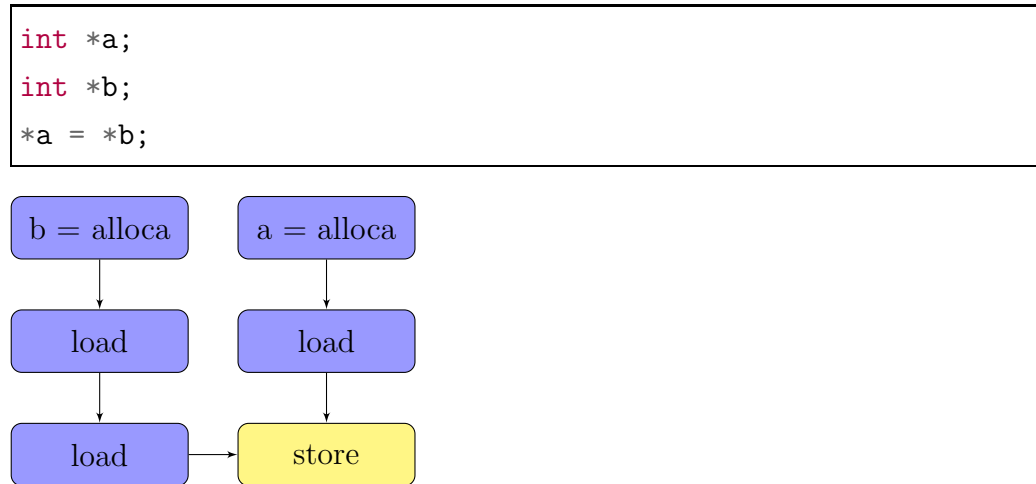 int *a;
int *b;
*a = *b;
b = alloca
a = alloca
load
load
load
store